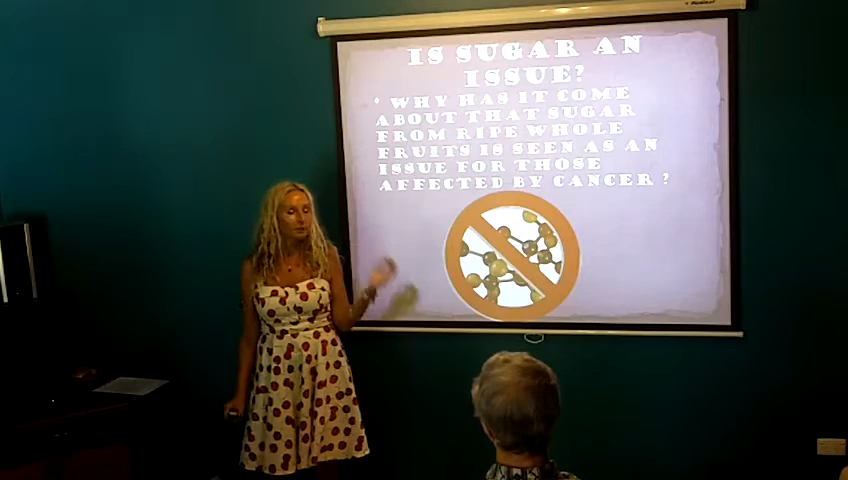 IS SUGAR AN
ISSUE?
• WHY HAS IT COME
ABOUT THAT SUGAR
FROM RIPE WHOLE
FRUITS IS SEEN AS AN
ISSUE FOR THOSE
AFFECTED BY CANCER ?